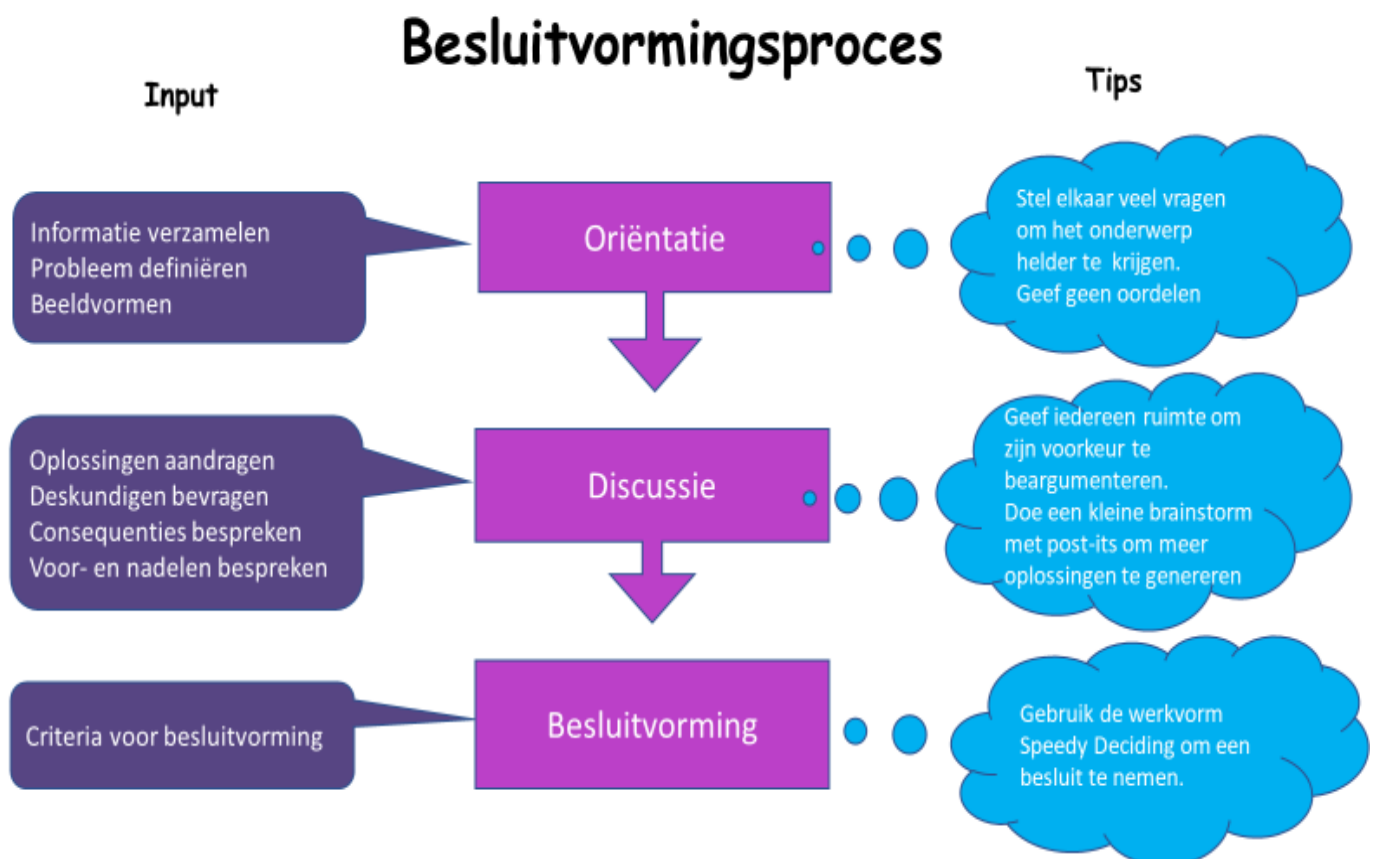 Besluitvormingsproces
Input
Tips
Informatie verzamelen
Probleem definiëren
Beeldvormen
Oriëntatie
Stel elkaar veel vragen
om het onderwerp
helder te krijgen.
Geef geen oordelen
Oplossingen aandragen
Deskundigen bevragen
Consequenties bespreken
Voor- en nadelen bespreken
Discussie
Geef iedereen ruimte om
zijn voorkeur te
beargumenteren.
Doe een kleine brainstorm
met post-its om meer
oplossingen te genereren
Criteria voor besluitvorming
Besluitvorming
Gebruik de werkvorm
Speedy Deciding om een
besluit te nemen.